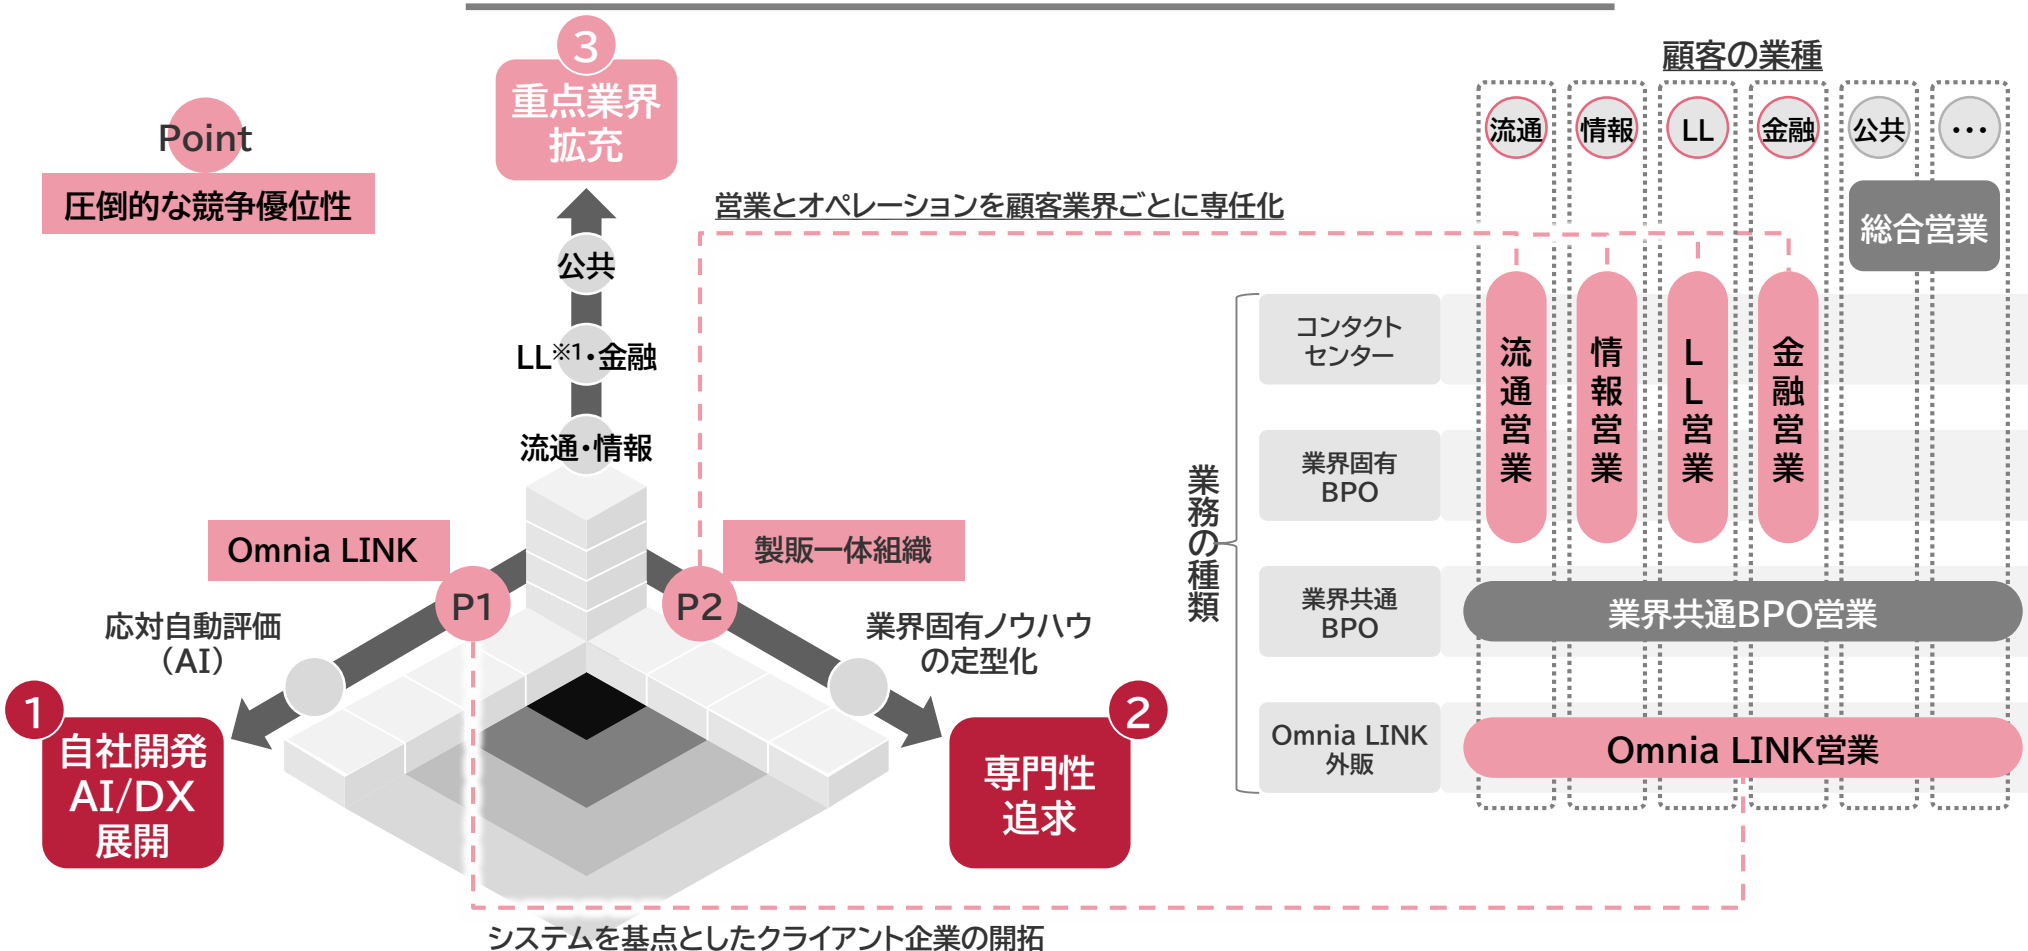 3
重点業界
拡充
Point
圧倒的な競争優位性
公共
LL※1・金融
流通・情報
Omnia LINK
製販一体組織
P1
P2
応対自動評価
（AI）
業界固有ノウハウ
の定型化
1
自社開発
AI/DX
展開
2
専門性
追求
営業とオペレーションを顧客業界ごとに専任化
システムを基点としたクライアント企業の開拓
顧客の業種
流通
情報
LL
金融
公共
…
総合営業
業務の種類
コンタクト
センター
業界固有
BPO
業界共通
BPO
Omnia LINK
外販
流通営業
情報営業
LL営業
金融営業
業界共通BPO営業
Omnia LINK営業